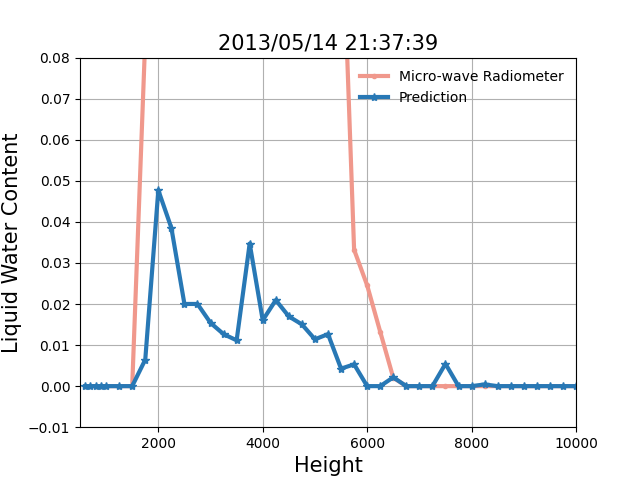 2013/05/14 21:37:39
Micro-wave Radiometer
Prediction
Liquid Water Content
0.08
0.07
0.06
0.05
0.04
0.03
0.02
0.01
0.00
−0.01
2000 4000 6000 8000 10000
Height